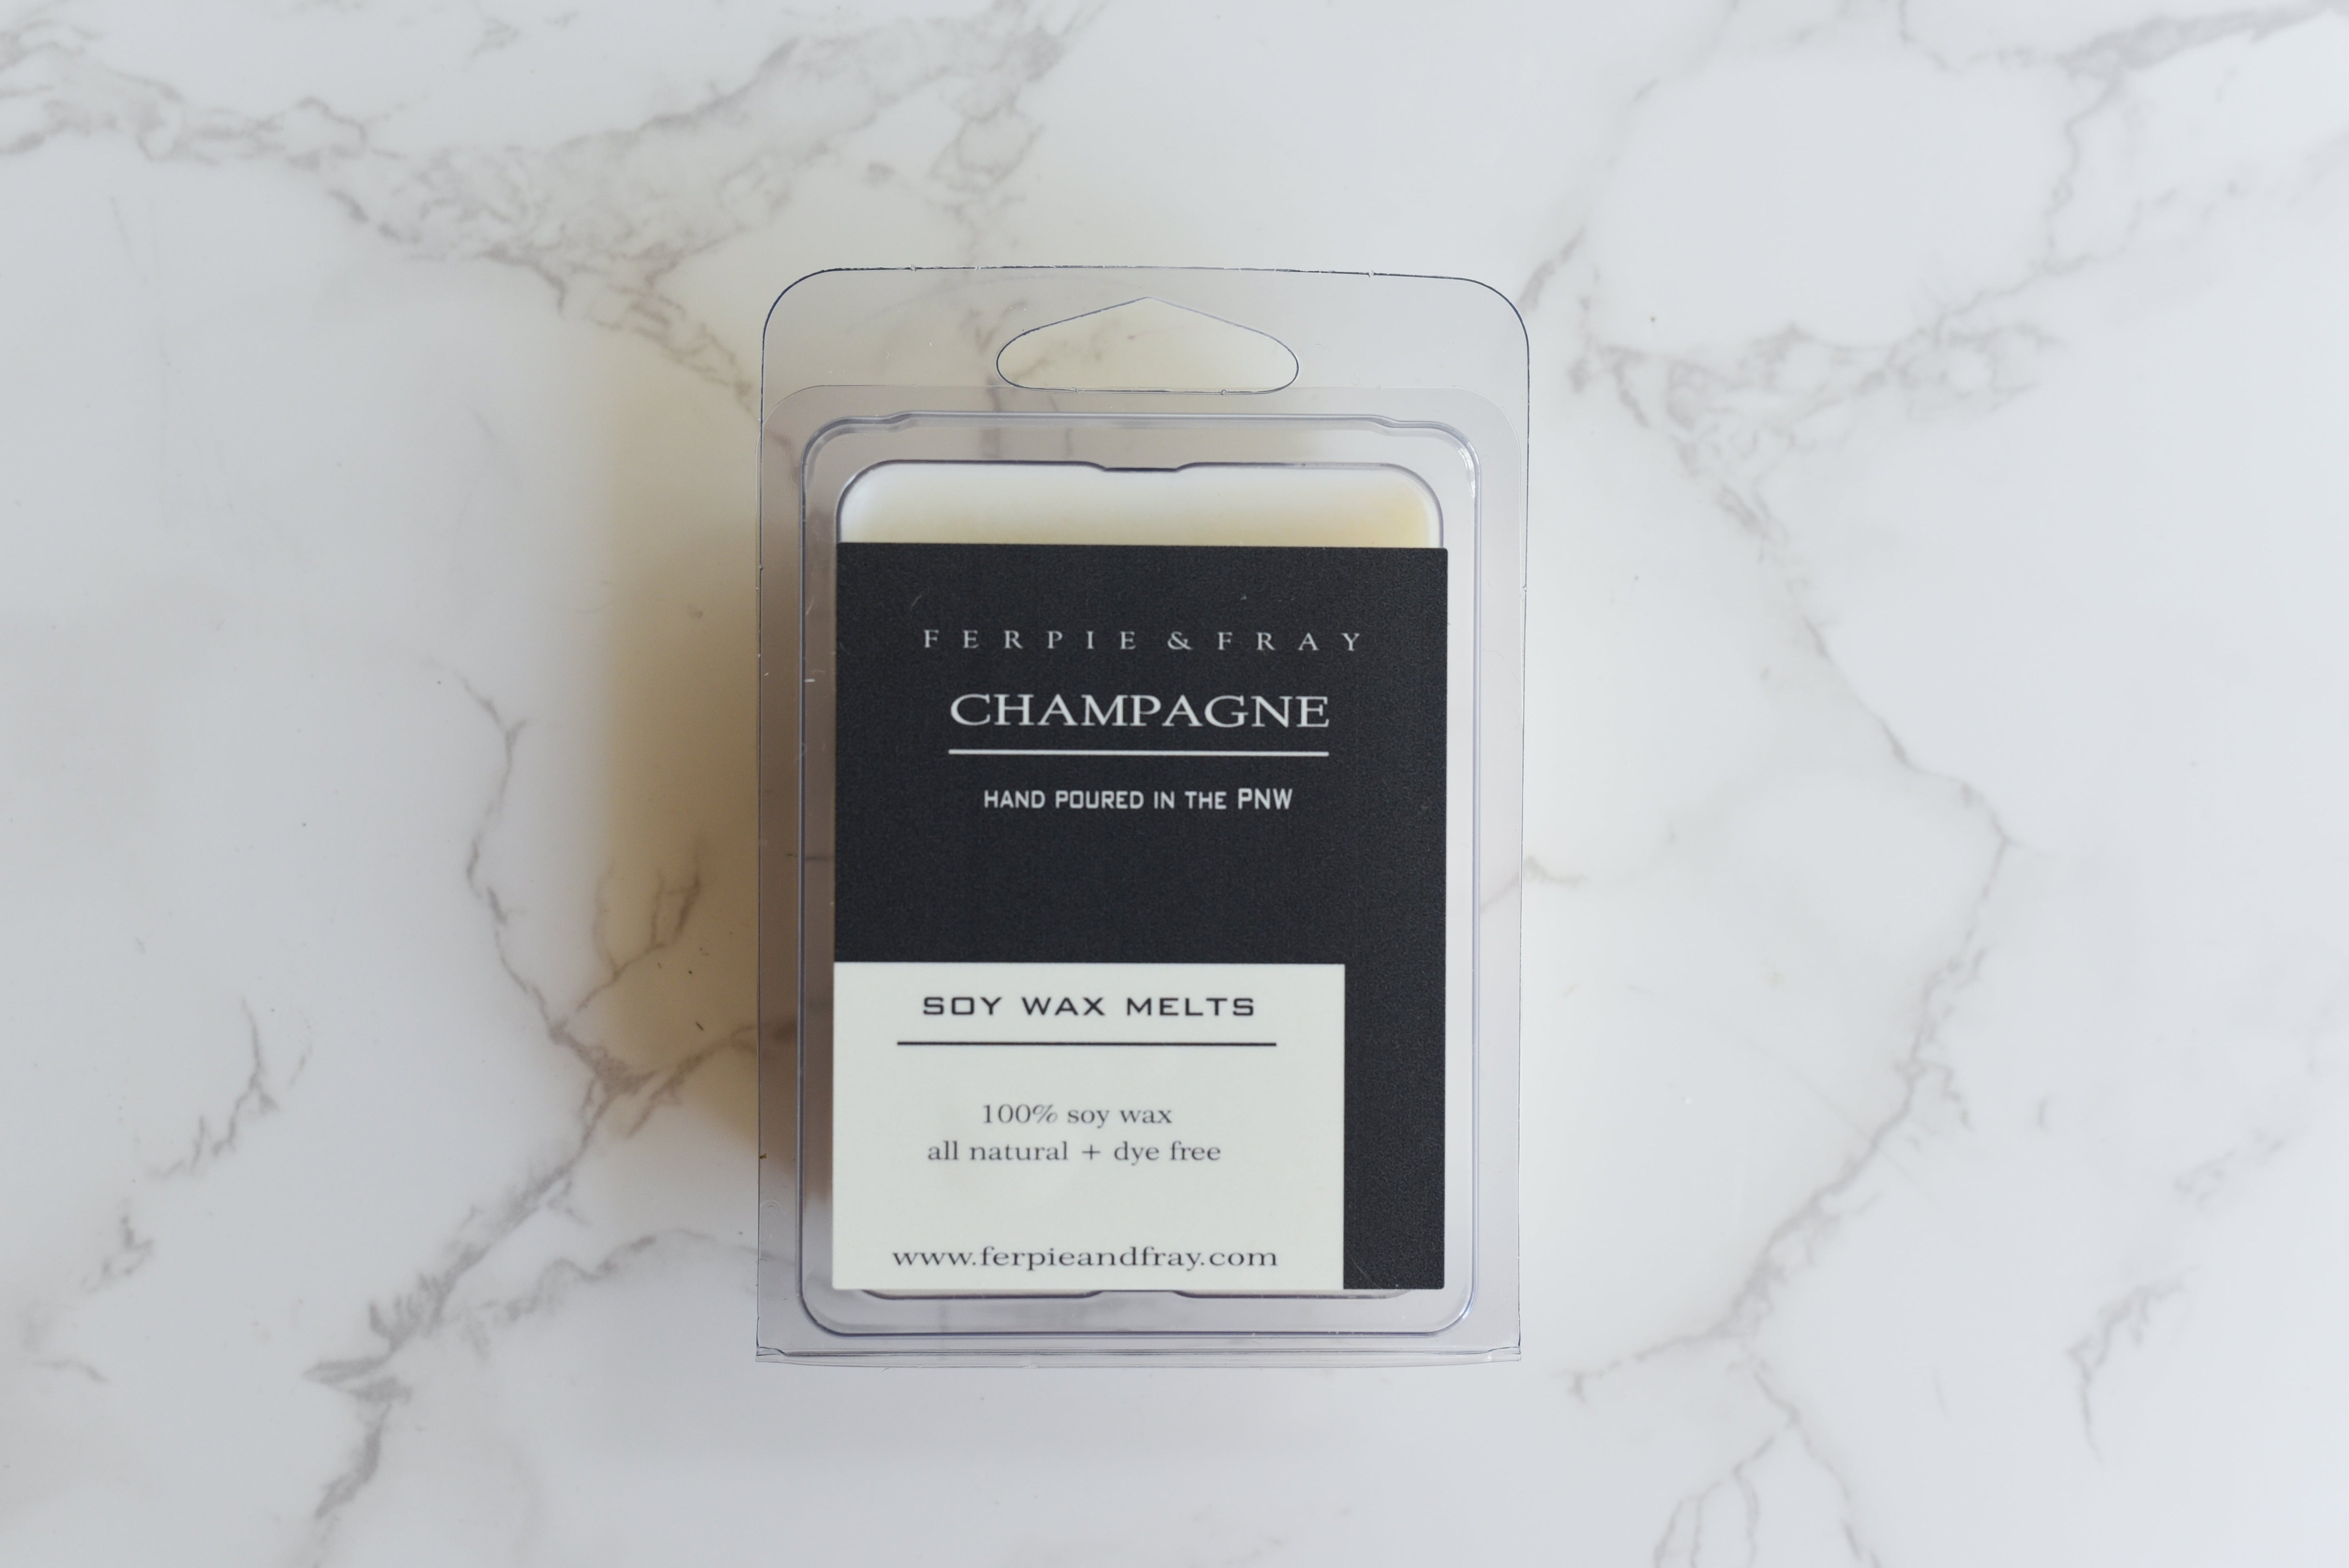 FERPIE & FRAY
CHAMPAGNE
HAND POURED IN THE PNW
SOY WAX MELTS
100% soy wax
all natural + dye free
www.ferpieandfray.com